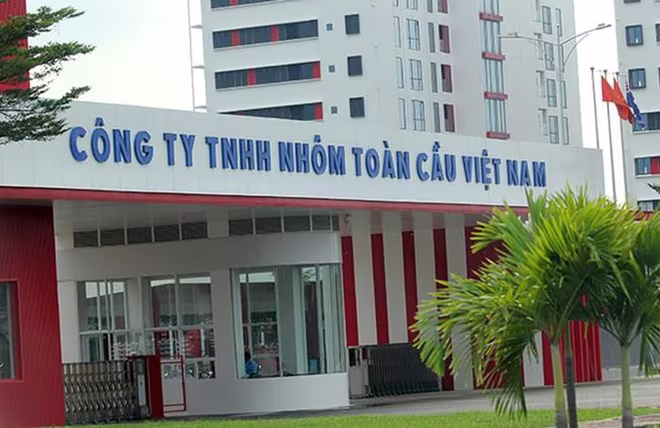 CÔNG TY TNHH NHÔM TOÀN CẦU VIỆT NAM